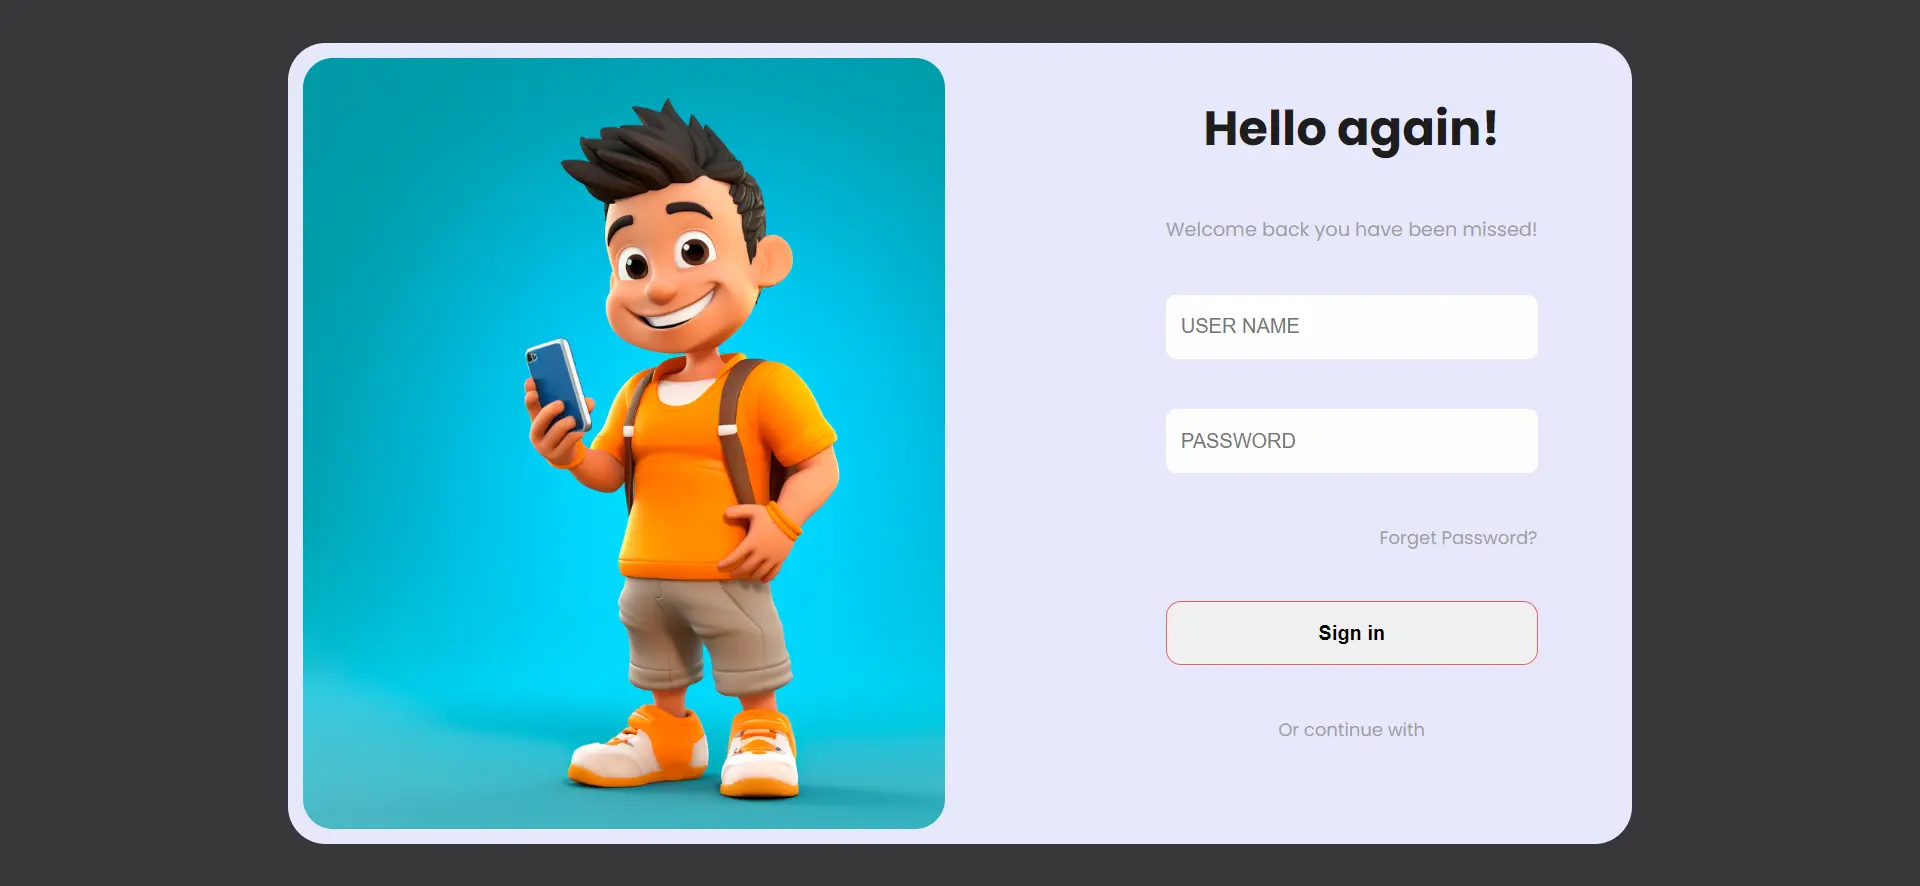 Hello again!
Welcome back you have been missed!
USER NAME
PASSWORD
Forget Password?
Sign in
Or continue with